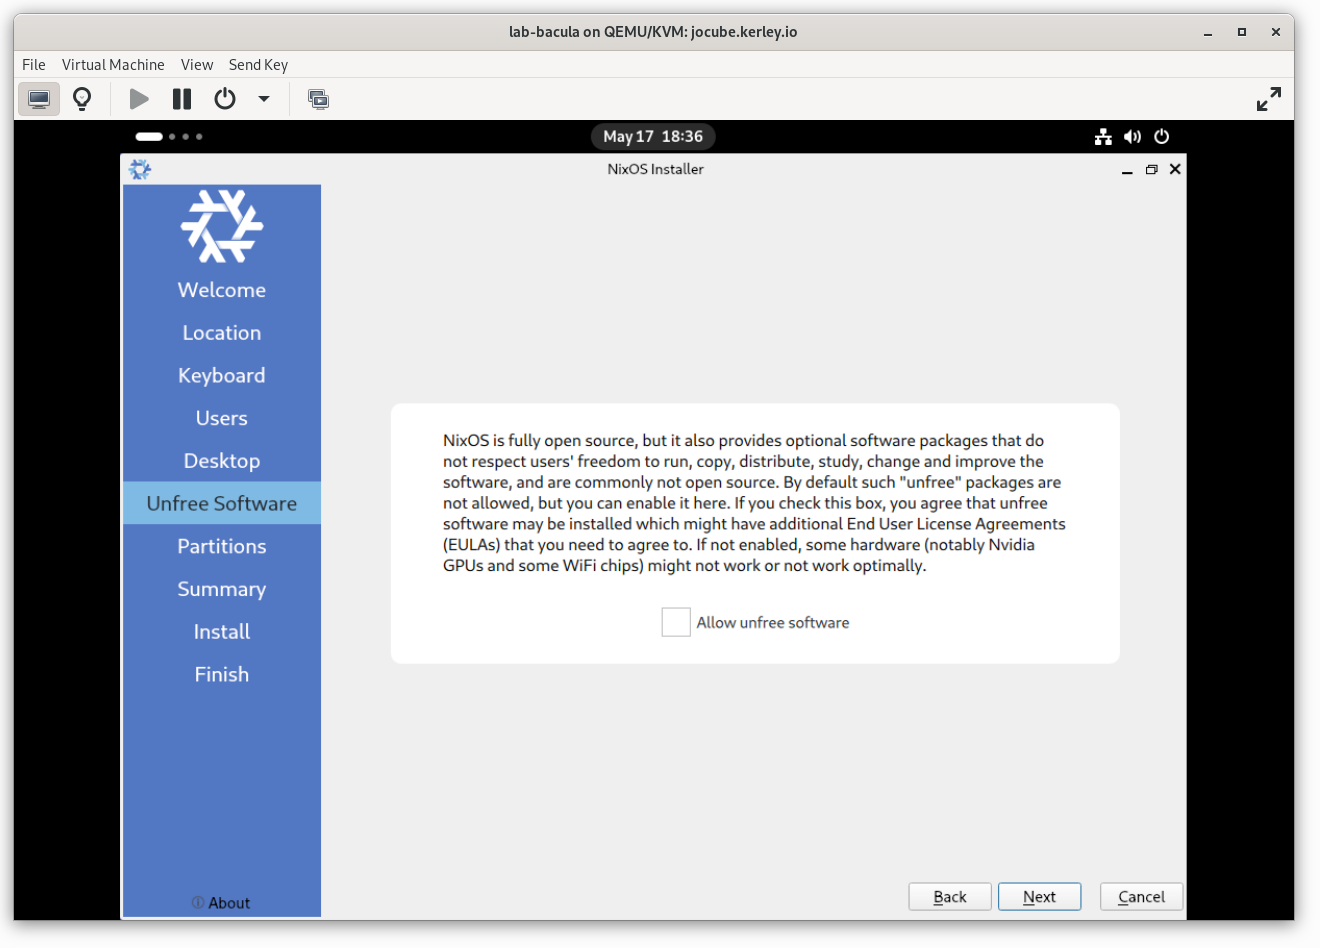 lab-bacula on QEMU/KVM: jocube.kerley.io
File Virtual Machine View Send Key
May 17 18:36
NixOS Installer
Welcome
Location
Keyboard
Users
Desktop
Unfree Software
Partitions
Summary
Install
Finish
About
NixOS is fully open source, but it also provides optional software packages that do
not respect users' freedom to run, copy, distribute, study, change and improve the
software, and are commonly not open source. By default such "unfree" packages are
not allowed, but you can enable it here. If you check this box, you agree that unfree
software may be installed which might have additional End User License Agreements
(EULAs) that you need to agree to. If not enabled, some hardware (notably Nvidia
GPUs and some WiFi chips) might not work or not work optimally.
Allow unfree software
Back Next Cancel